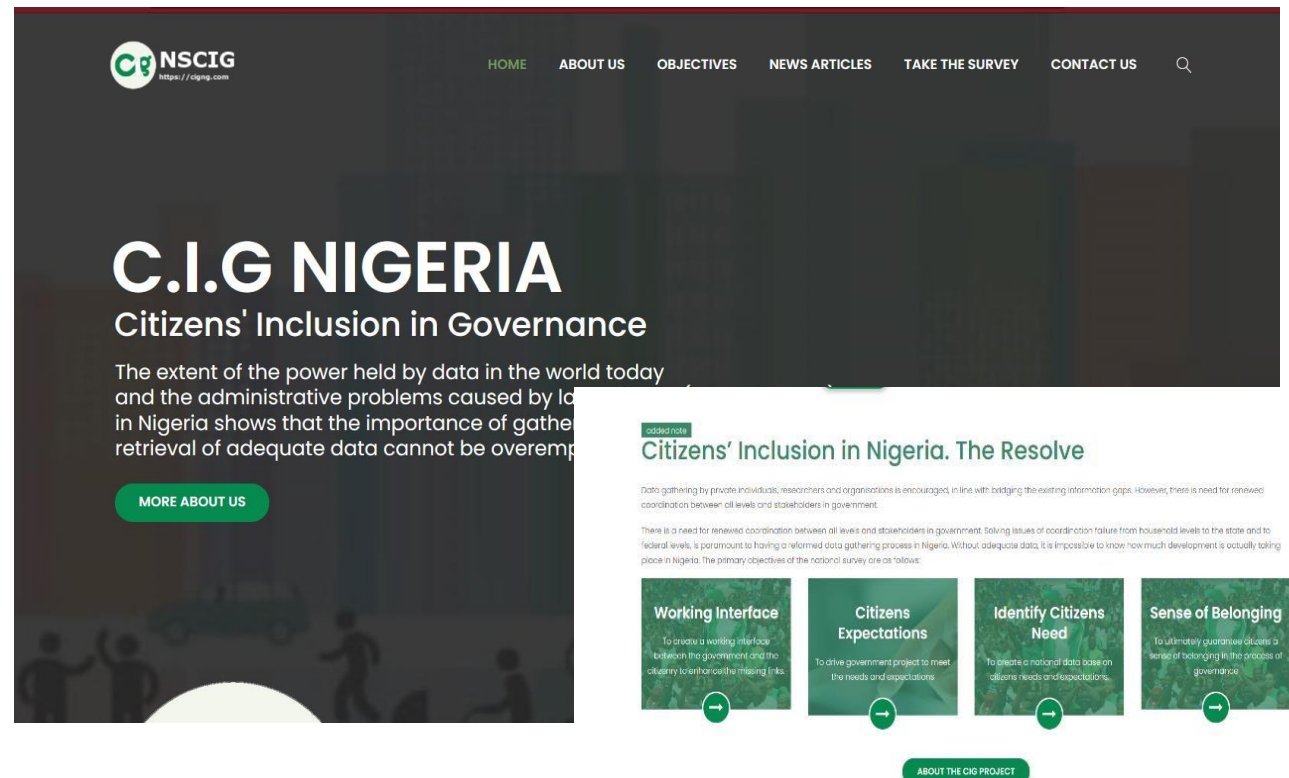 Cg NSCIG
https://cigng.com
HOME ABOUT US OBJECTIVES NEWS ARTICLES TAKE THE SURVEY CONTACT US
C.I.G NIGERIA
Citizens' Inclusion in Governance
The extent of the power held by data in the world today
and the administrative problems caused by
in Nigeria shows that the importance of
retrieval of adequate data cannot be
MORE ABOUT US
added note
Citizens' Inclusion in Nigeria. The Resolve
Data gathering by private individuals, researchers and organisations is encouraged, in line with bridging the existing information gaps. However, there is need for renewed
coordination between all levels and stakeholders in government.
There is a need for renewed coordination between all levels and stakeholders in government. Solving issues of coordination failure from household levels to the state and to
federal levels, is paramount to having a reformed data gathering process in Nigeria. Without adequate data, it is impossible to know how much development is actually taking
place in Nigeria. The primary objectives of the national survey are as follows:
Working Interface
To create a working interface
between the government and the
citizenry to enhance the missing links.
Citizens
Expectations
To drive government project to meet
the needs and expectations
Identify Citizens
Need
To create a national data base on
citizens needs and expectations.
Sense of Belonging
To ultimately guarantee citizens a
sense of belonging in the process of
governance
ABOUT THE CIG PROJECT